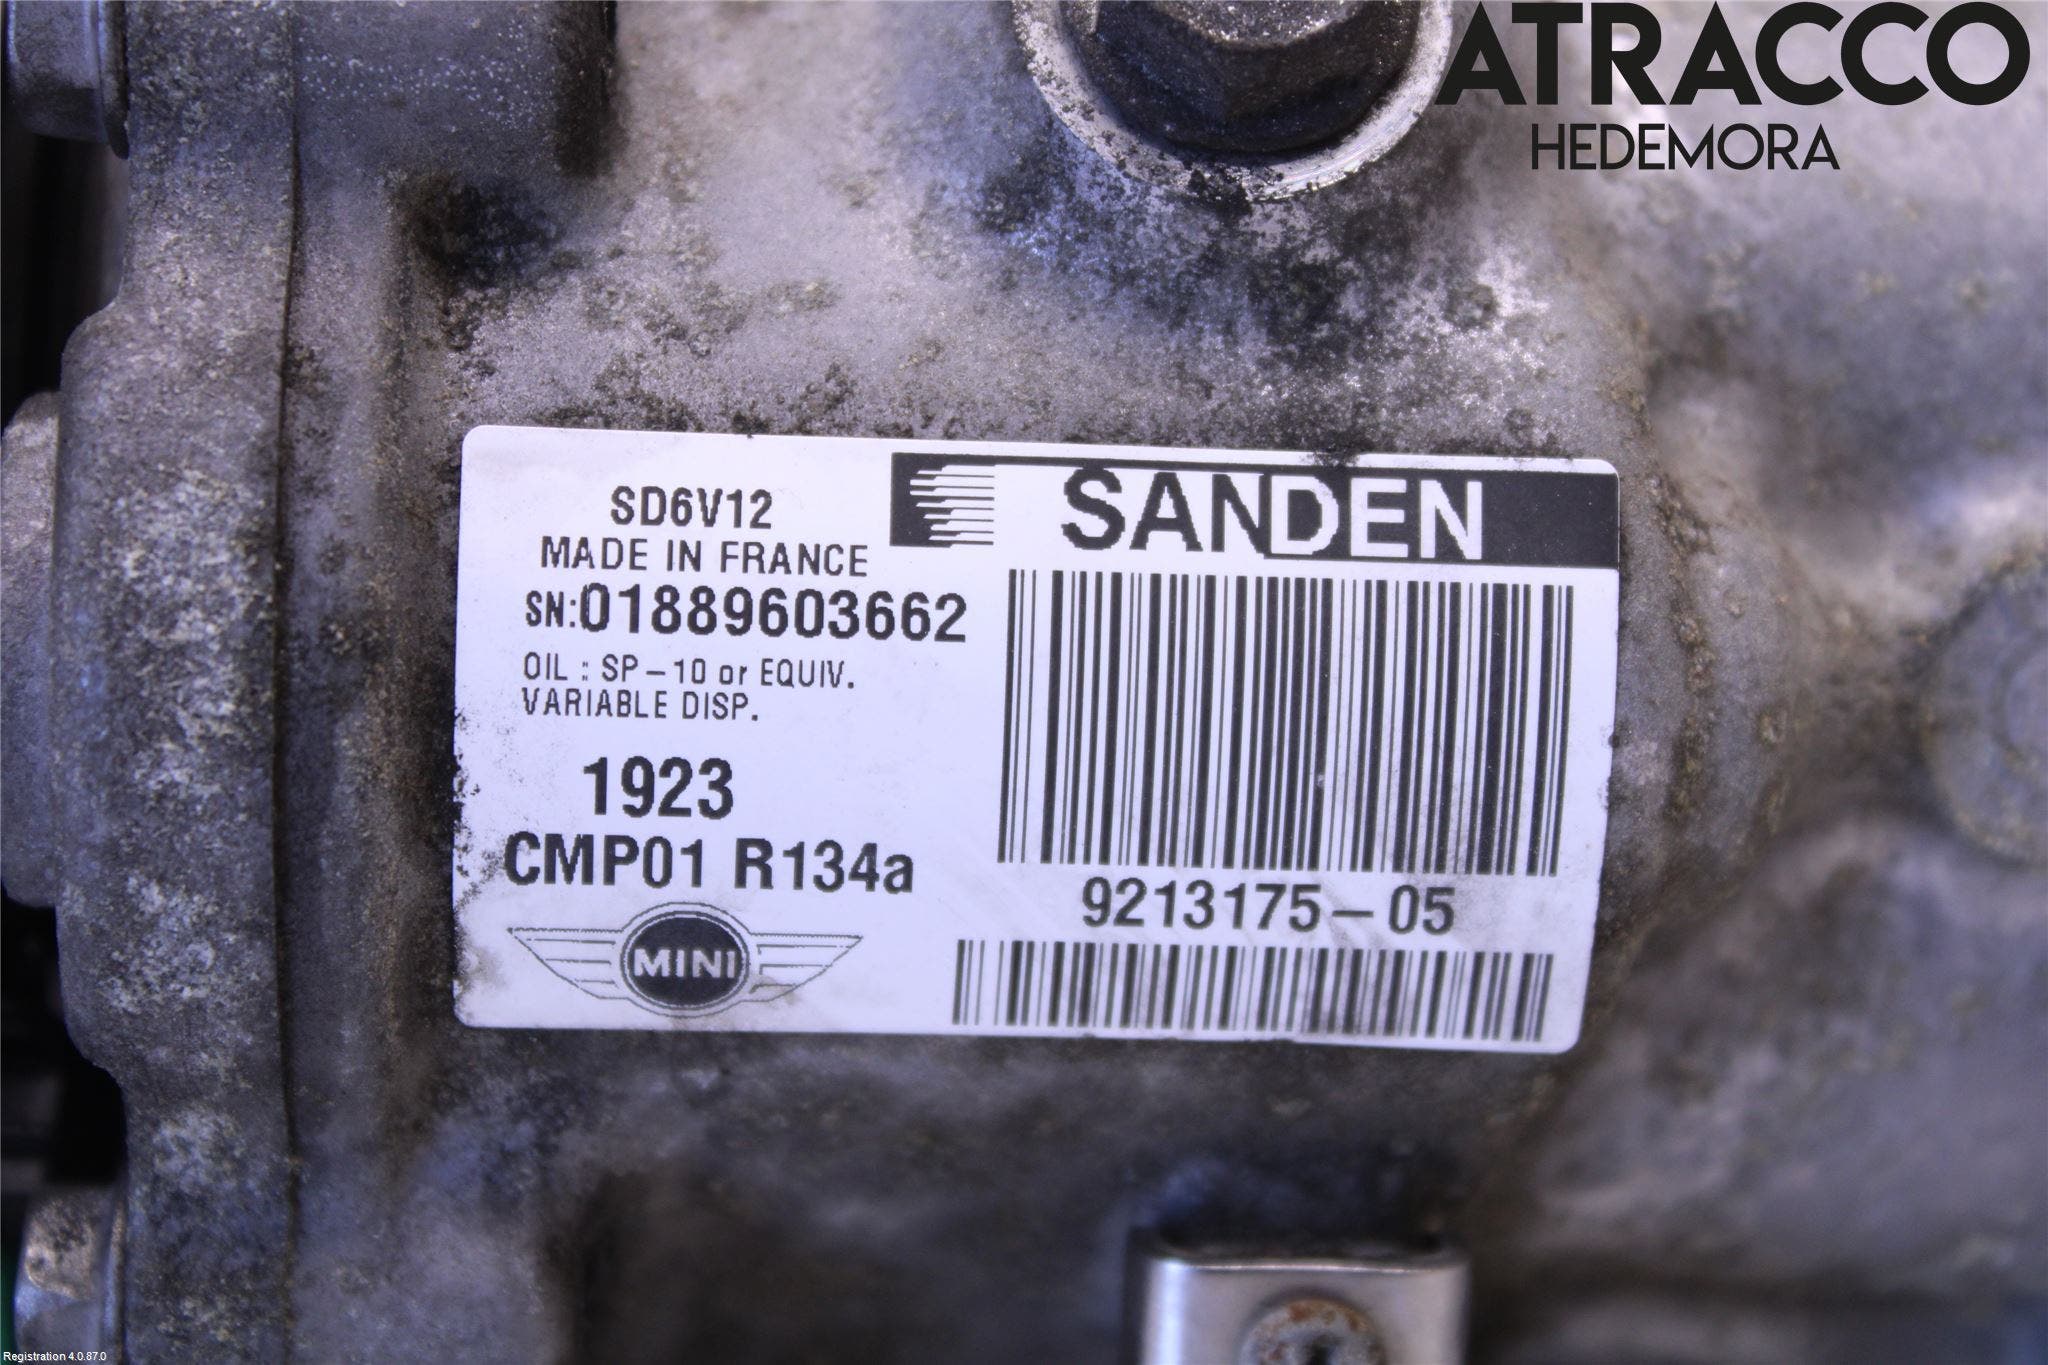 ATRACCO
HEDEMORA
SD6V12
SANDEN
MADE IN FRANCE
SN:01889603662
OIL : SP-10 or EQUIV.
VARIABLE DISP.
1923
CMP01 R134a
9213175-05
MINI
Registration 4.0.87.0